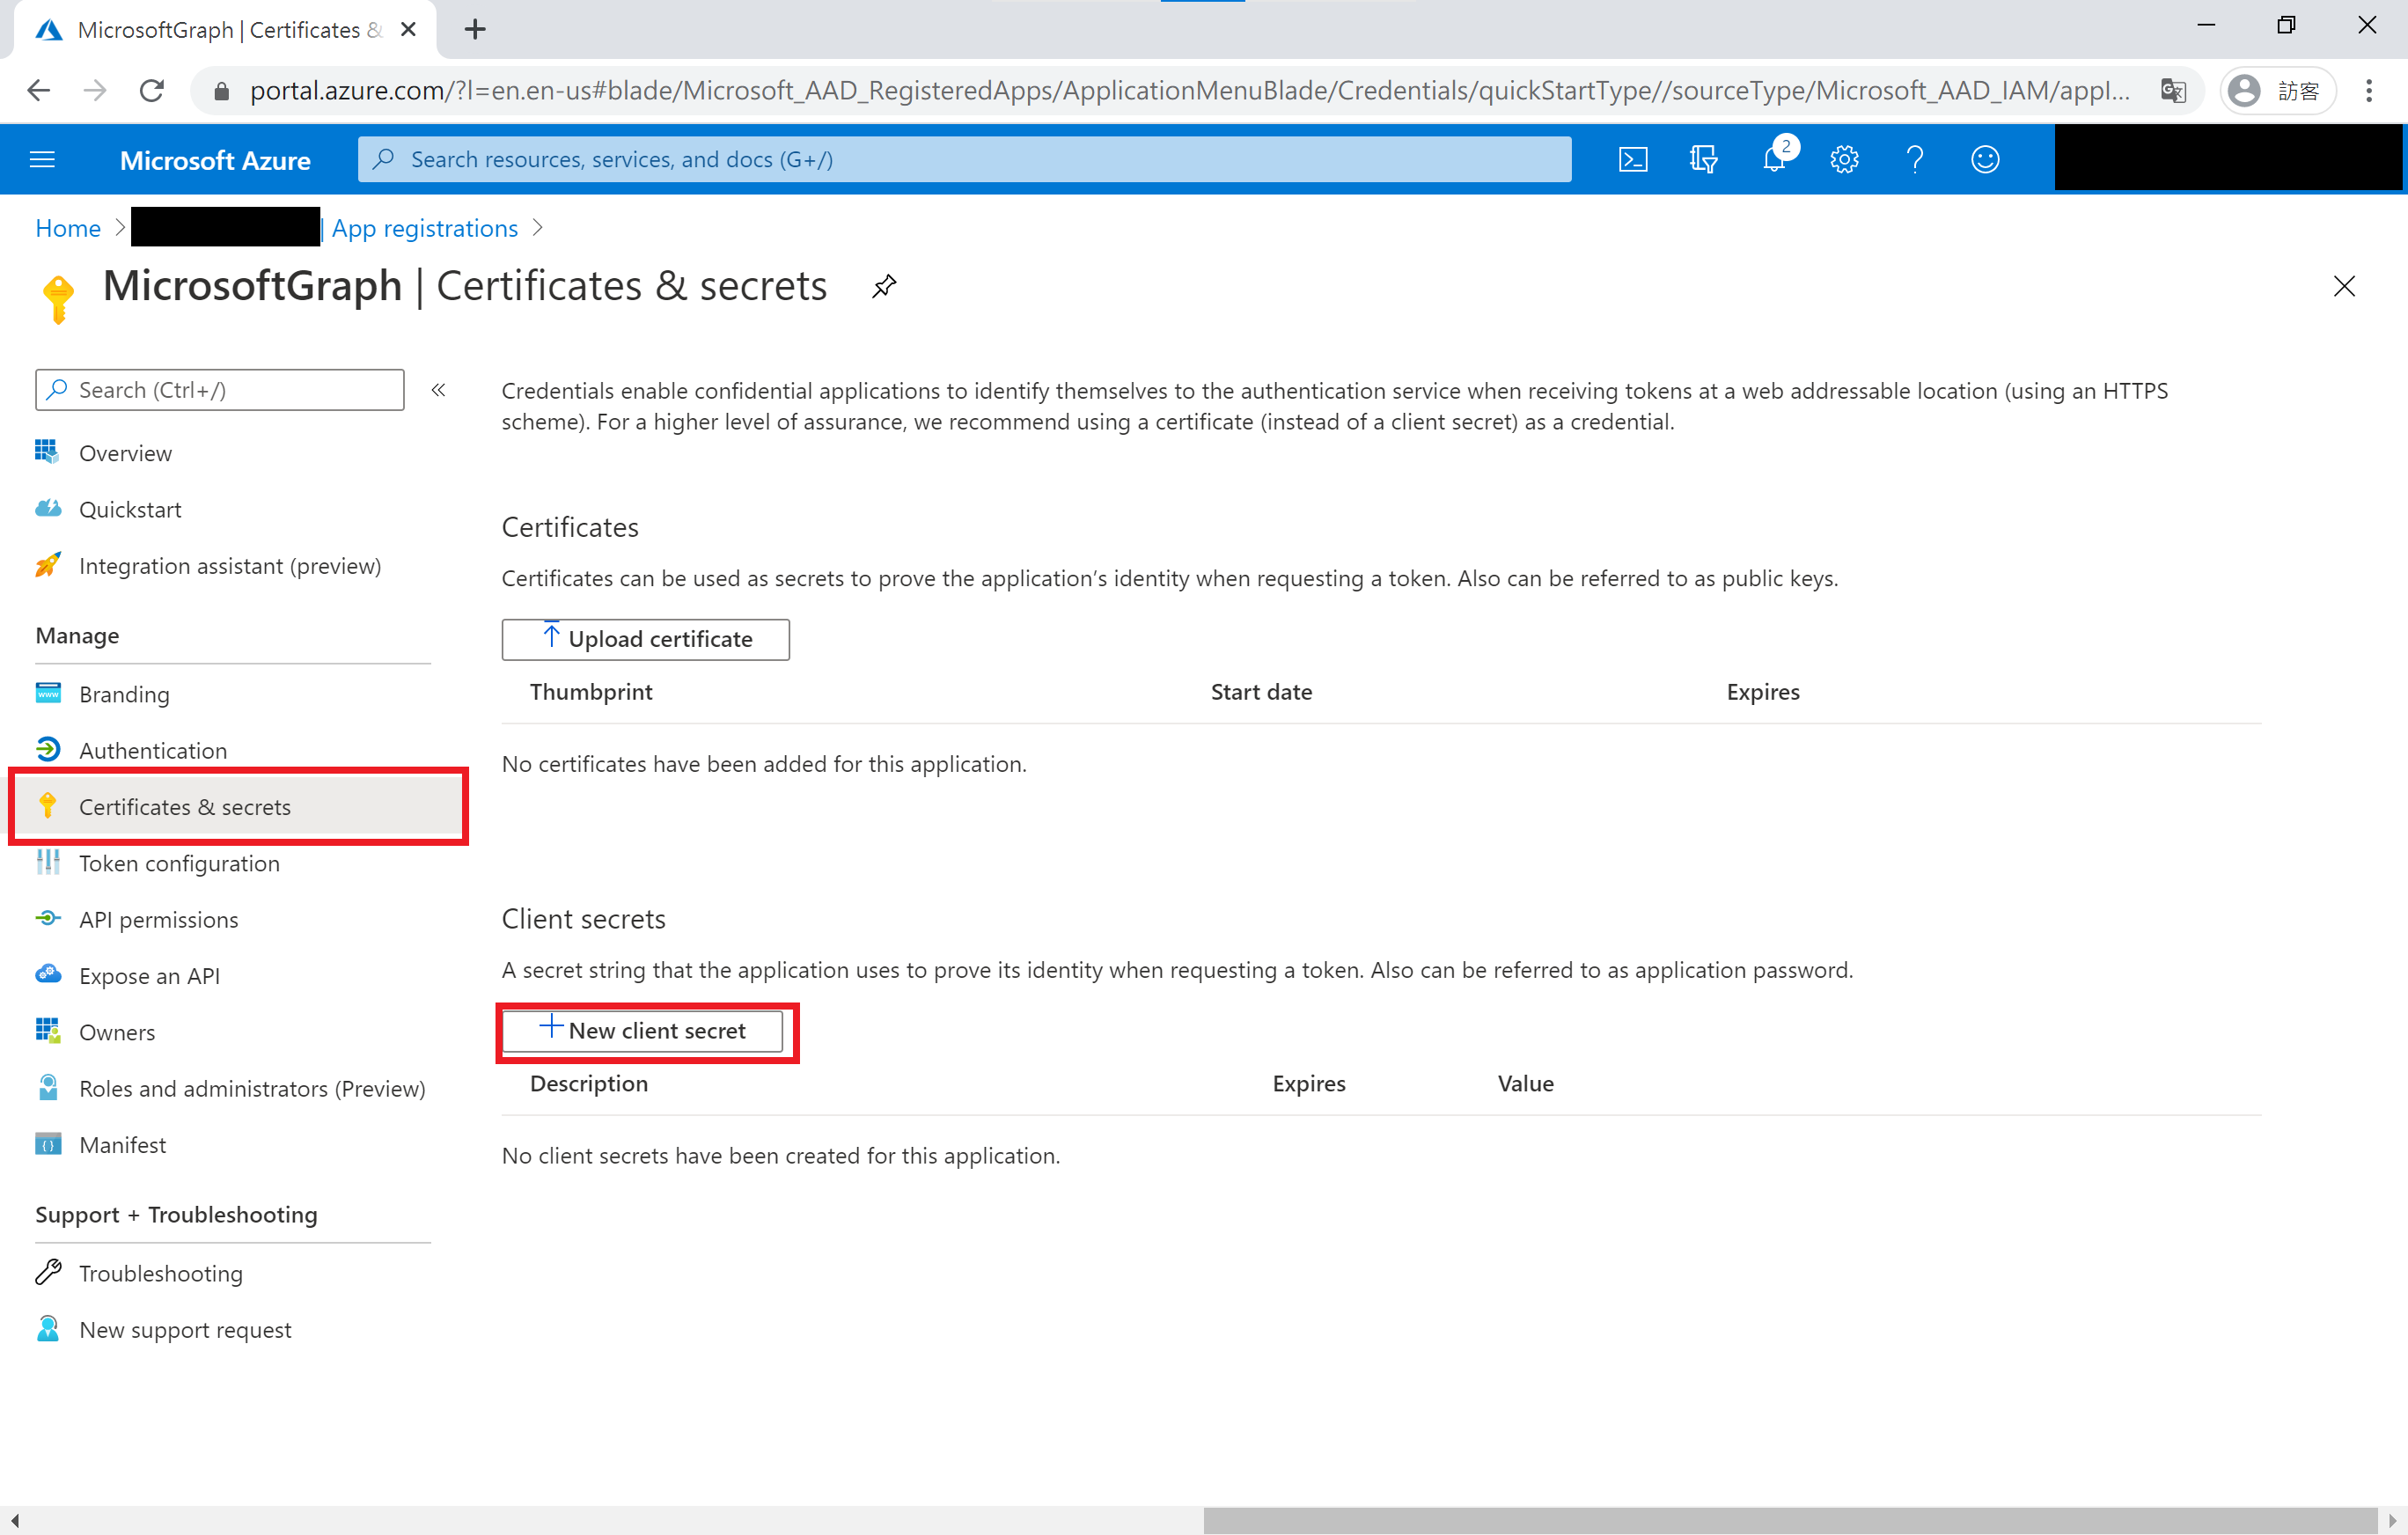 MicrosoftGraph | Certificates &
portal.azure.com/?l=en.en-us#blade/Microsoft_AAD_RegisteredApps/ApplicationMenuBlade/Credentials/quickStartType//sourceType/Microsoft_AAD_IAM/appl...
訪客
Microsoft Azure
Search resources, services, and docs (G+/)
2
Home > | App registrations >
MicrosoftGraph | Certificates & secrets
Search (Ctrl+/)
«
Overview
Quickstart
Integration assistant (preview)
Manage
Branding
Authentication
Certificates & secrets
Token configuration
API permissions
Expose an API
Owners
Roles and administrators (Preview)
Manifest
Support + Troubleshooting
Troubleshooting
New support request
Credentials enable confidential applications to identify themselves to the authentication service when receiving tokens at a web addressable location (using an HTTPS
scheme). For a higher level of assurance, we recommend using a certificate (instead of a client secret) as a credential.
Certificates
Certificates can be used as secrets to prove the application’s identity when requesting a token. Also can be referred to as public keys.
Upload certificate
Thumbprint Start date Expires
No certificates have been added for this application.
Client secrets
A secret string that the application uses to prove its identity when requesting a token. Also can be referred to as application password.
New client secret
Description Expires Value
No client secrets have been created for this application.